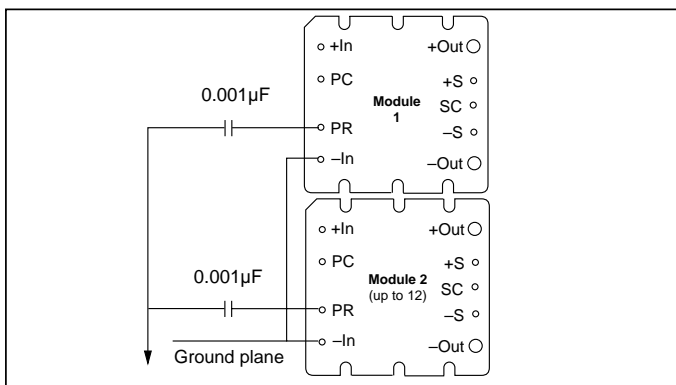 +In
+Out
PC
+S
0.001µF
Module
1
SC
PR
–S
–In
–Out
+In
+Out
PC
+S
0.001µF
Module 2
(up to 12)
SC
PR
–S
–In
–Out
Ground plane